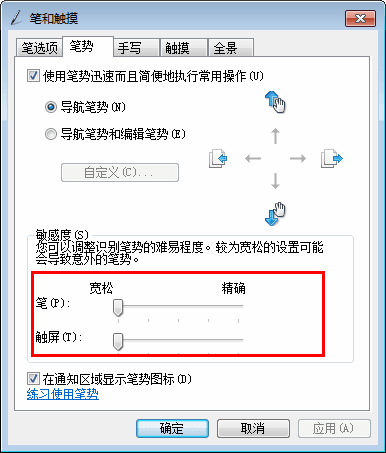 笔和触摸
笔选项 笔势 手写 触摸 全景
使用笔势迅速而且简便地执行常用操作(U)
导航笔势(N)
导航笔势和编辑笔势(E)
自定义(C)...
敏感度(S)
您可以调整识别笔势的难易程度。较为宽松的设置可能
会导致意外的笔势。
宽松 精确
笔(P):
触屏(T):
在通知区域显示笔势图标(D)
练习使用笔势
确定 取消 应用(A)